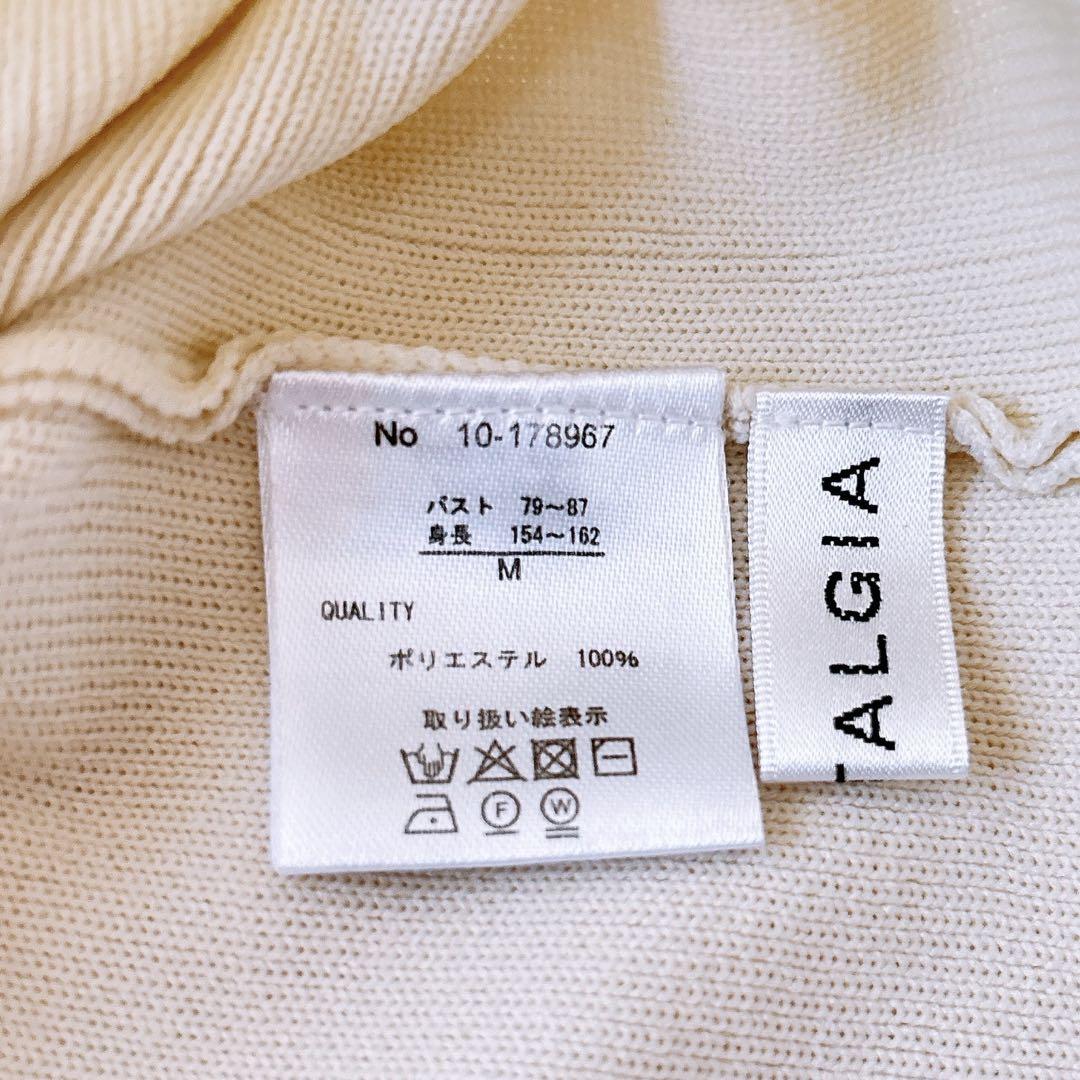 No 10-178967
バスト 79～87
身長 154～162
M
QUALITY
ポリエステル 100%
取り扱い絵表示
F W
ALGIA